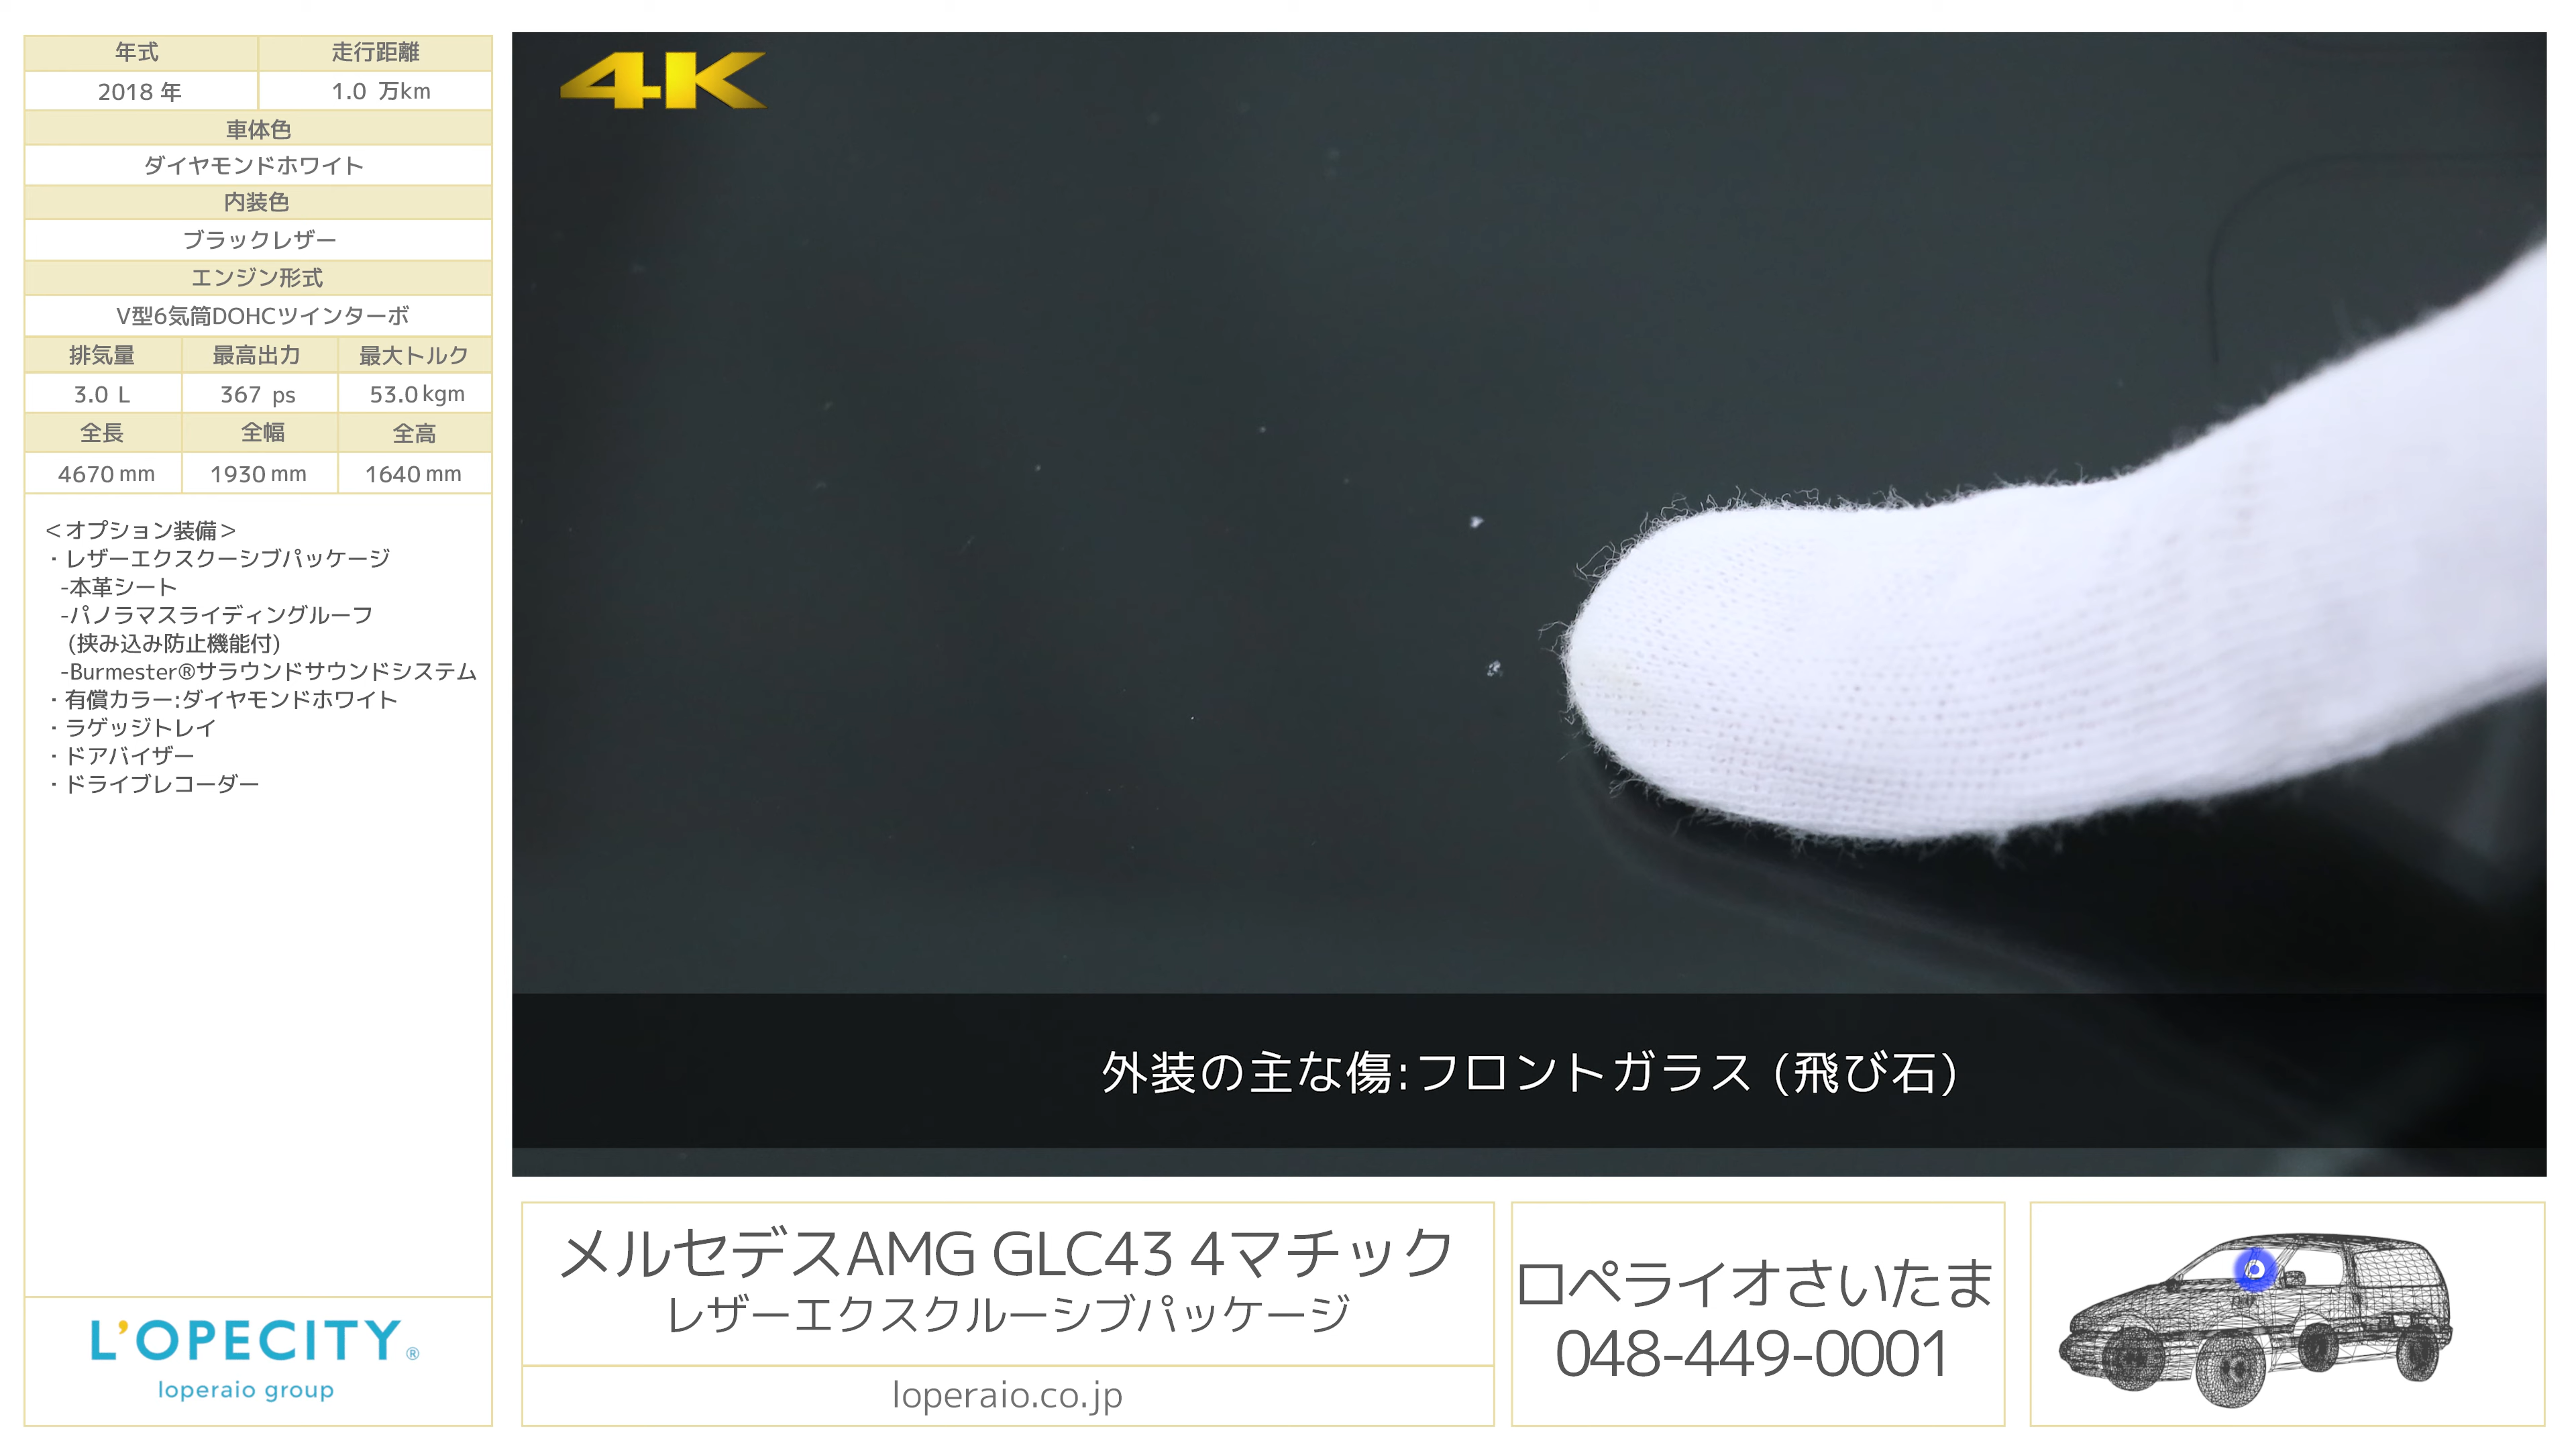 年式 走行距離
2018 年 1.0 万km
車体色
ダイヤモンドホワイト
内装色
ブラックレザー
エンジン形式
V型6気筒DOHCツインターボ
排気量 最高出力 最大トルク
3.0 L 367 ps 53.0kgm
全長 全幅 全高
4670 mm 1930 mm 1640 mm
＜オプション装備＞
・レザーエクスクーシブパッケージ
-本革シート
-パノラマスライディングルーフ
(挟み込み防止機能付)
-Burmester®サラウンドサウンドシステム
・有償カラー:ダイヤモンドホワイト
・ラゲッジトレイ
・ドアバイザー
・ドライブレコーダー
L'OPECITY®
loperaio group
4K
外装の主な傷:フロントガラス (飛び石)
メルセデスAMG GLC43 4マチック
レザーエクスクルーシブパッケージ
loperaio.co.jp
ロペライオさいたま
048-449-0001